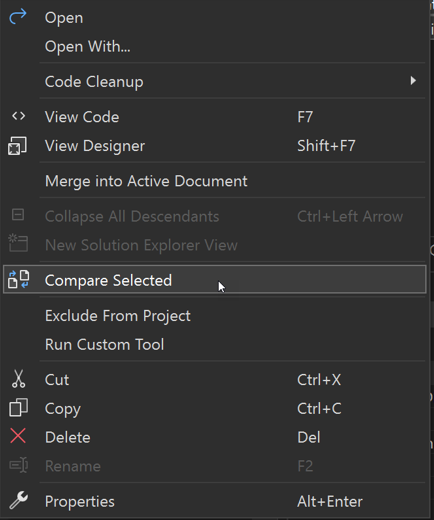 Open
Open With...
Code Cleanup
View Code F7
View Designer Shift+F7
Merge into Active Document
Collapse All Descendants Ctrl+Left Arrow
New Solution Explorer View
Compare Selected
Exclude From Project
Run Custom Tool
Cut Ctrl+X
Copy Ctrl+C
Delete Del
Rename F2
Properties Alt+Enter